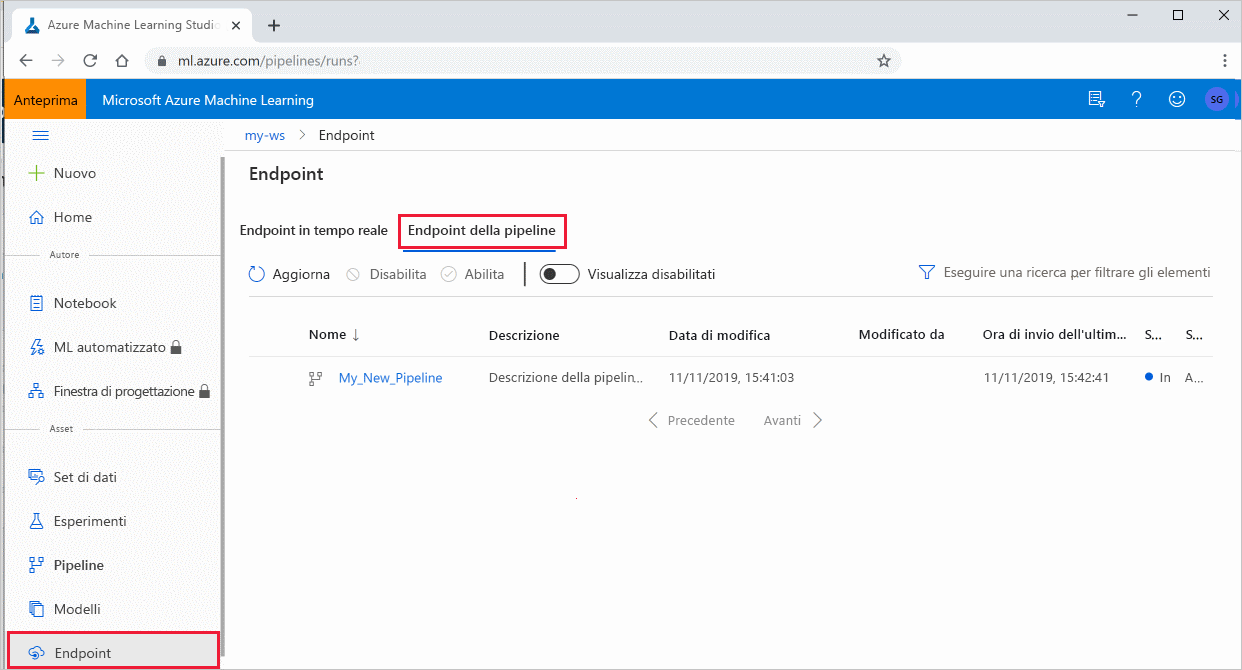 Azure Machine Learning Studio
ml.azure.com/pipelines/runs?
Anteprima
Microsoft Azure Machine Learning
SG
my-ws > Endpoint
Nuovo
Home
Autore
Notebook
ML automatizzato
Finestra di progettazione
Asset
Set di dati
Esperimenti
Pipeline
Modelli
Endpoint
Endpoint
Endpoint in tempo reale Endpoint della pipeline
Aggiorna Disabilita Abilita Visualizza disabilitati Eseguire una ricerca per filtrare gli elementi
Nome ↓ Descrizione Data di modifica Modificato da Ora di invio dell'ultim... S... S...
My_New_Pipeline Descrizione della pipelin... 11/11/2019, 15:41:03 11/11/2019, 15:42:41 In A...
Precedente Avanti